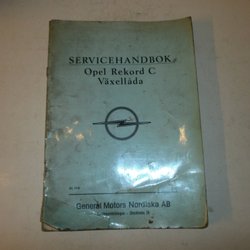 SERVICEHANDBOK
Opel Rekord C
Växellåda
General Motors Nordiska AB